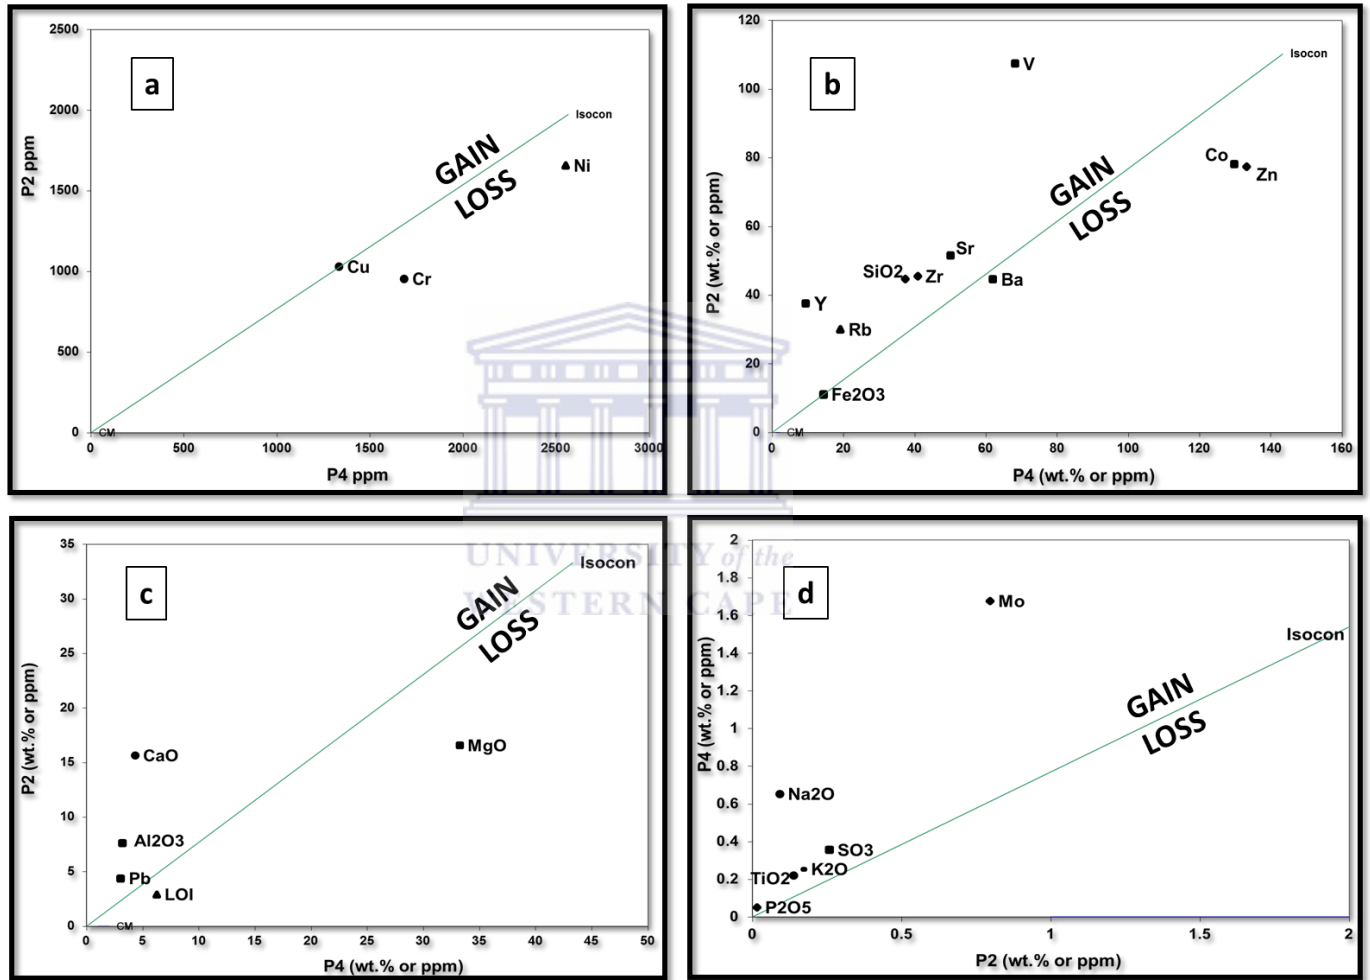 a
2500
2000
1500
1000
500
0
P2 ppm
Isocon
GAIN
LOSS
Ni
Cu
Cr
CM
0 500 1000 1500 2000 2500 3000
P4 ppm
b
120
100
80
60
40
20
0
P2 (wt.% or ppm)
Isocon
V
GAIN
LOSS
Co
Zn
Sr
SiO2
Zr
Ba
Y
Rb
Fe2O3
CM
0 20 40 60 80 100 120 140 160
P4 (wt.% or ppm)
UNIVERSITY of the
WESTERN CAPE
c
35
30
25
20
15
10
5
0
P2 (wt.% or ppm)
Isocon
GAIN
LOSS
CaO
MgO
Al2O3
Pb
LOI
CM
0 5 10 15 20 25 30 35 40 45 50
P4 (wt.% or ppm)
d
2
1.8
1.6
1.4
1.2
1
0.8
0.6
0.4
0.2
0
P4 (wt.% or ppm)
Mo
Isocon
GAIN
LOSS
Na2O
SO3
K2O
TiO2
P2O5
0 0.5 1 1.5 2
P2 (wt.% or ppm)